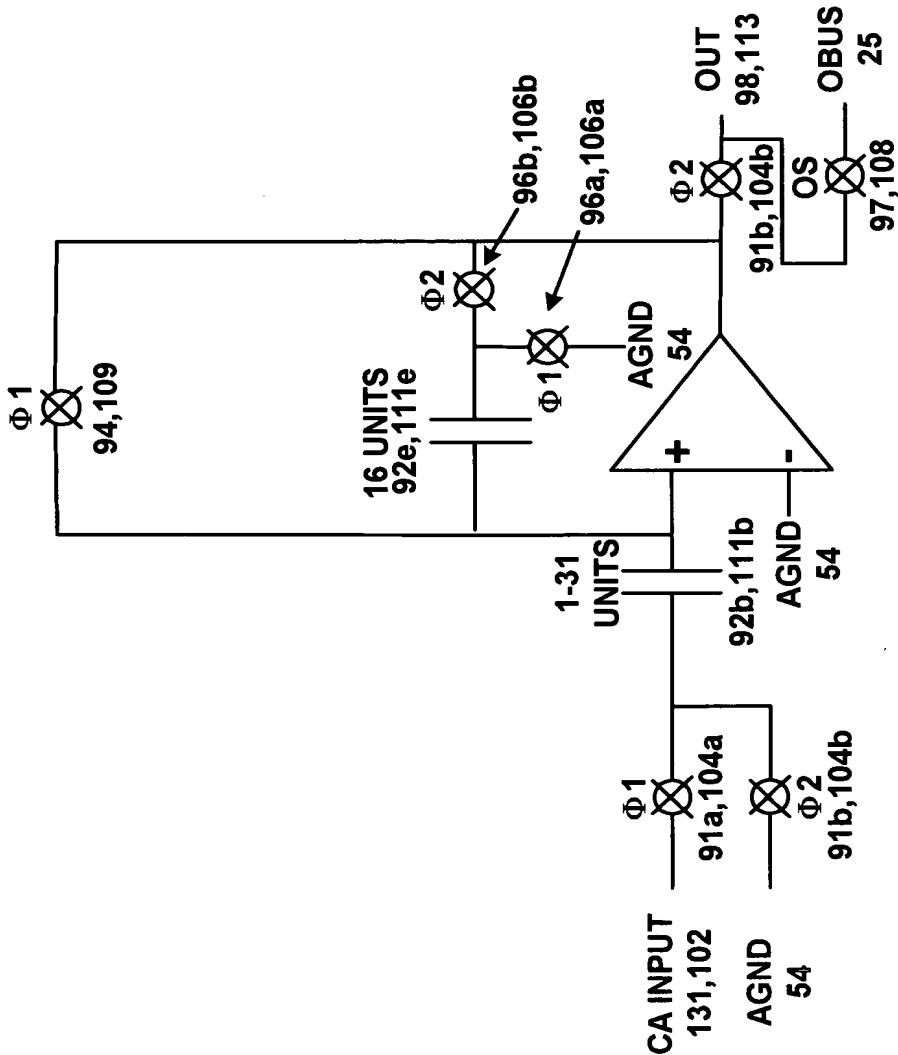 Φ1
94,109
16 UNITS
92e,111e
Φ2
96b,106b
96a,106a
Φ1
AGND
54
Φ2
91b,104b
OUT
98,113
OS
97,108
OBUS
25
1-31
UNITS
92b,111b
+
-
AGND
54
Φ1
91a,104a
Φ2
91b,104b
CA INPUT
131,102
AGND
54